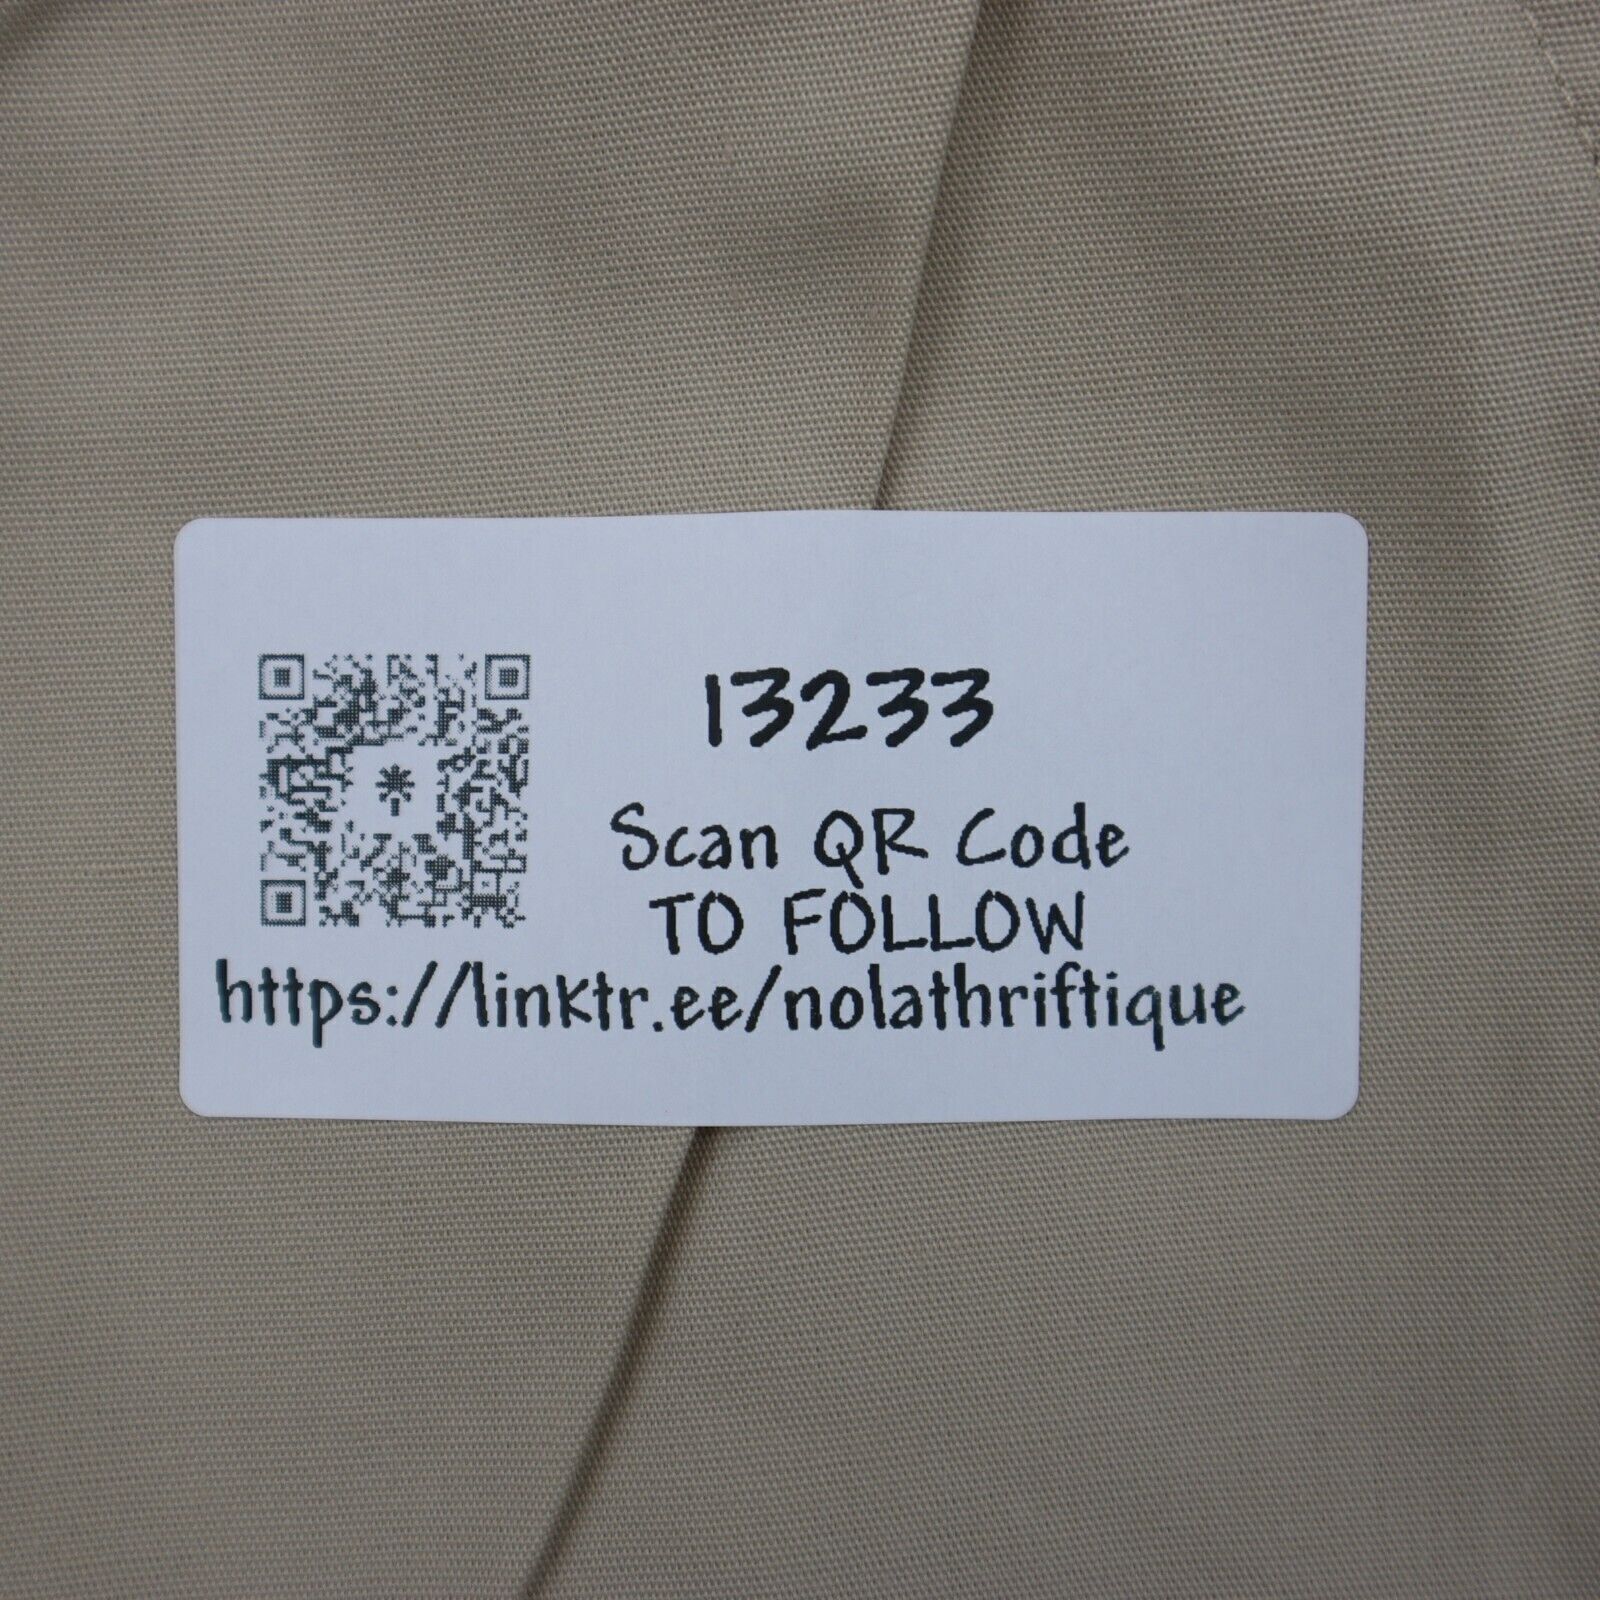 13233
Scan QR Code
TO FOLLOW
https://linktr.ee/nolathriftique